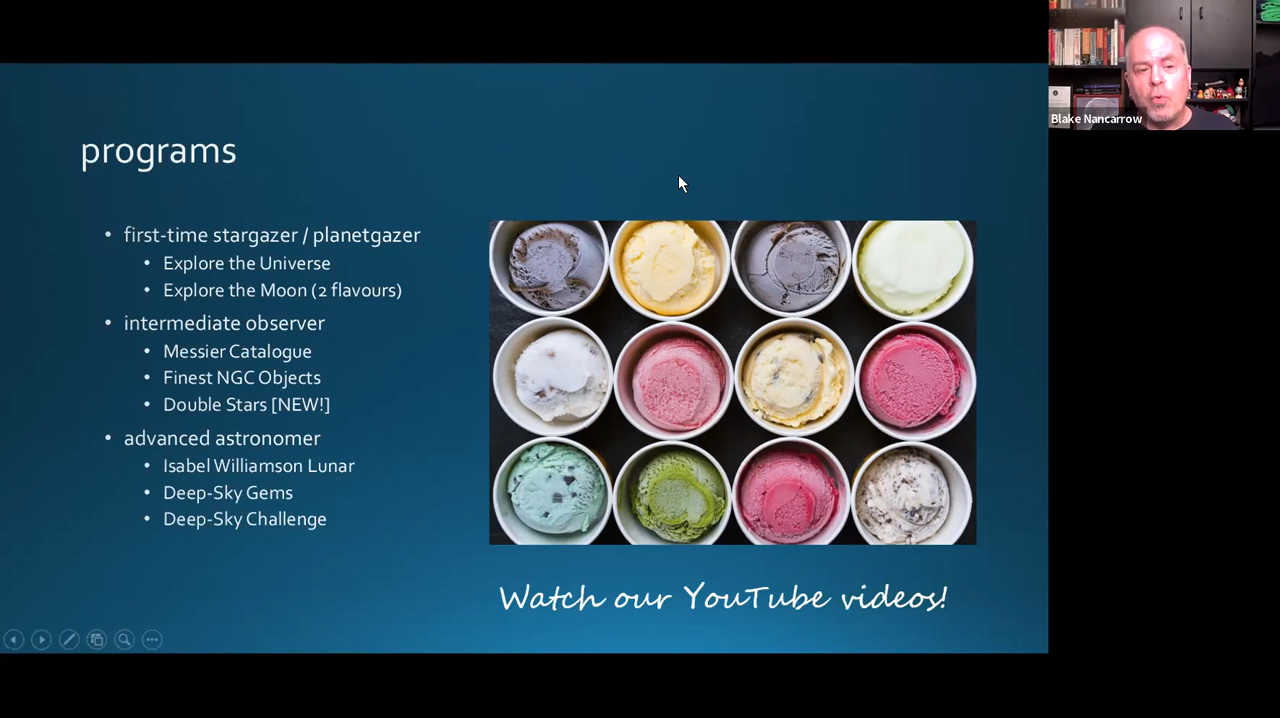 programs
first-time stargazer / planetgazer
Explore the Universe
Explore the Moon (2 flavours)
intermediate observer
Messier Catalogue
Finest NGC Objects
Double Stars [NEW!]
advanced astronomer
Isabel Williamson Lunar
Deep-Sky Gems
Deep-Sky Challenge
Watch our YouTube videos!
Blake Nancarrow